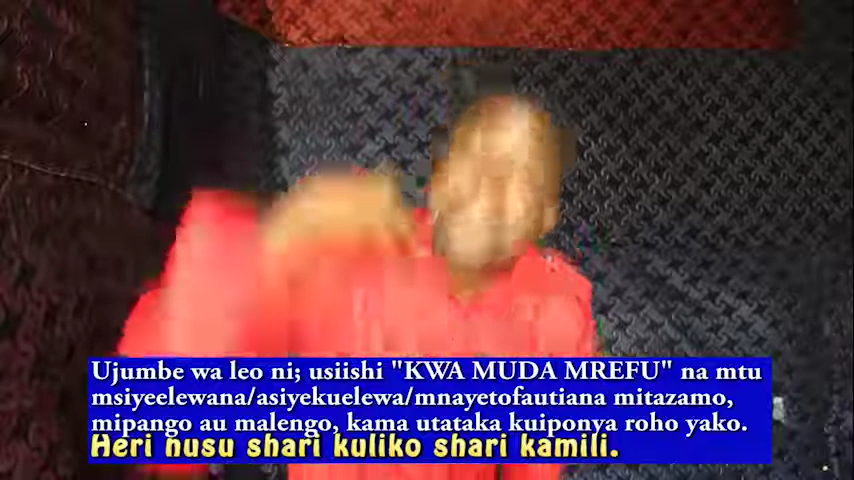 Ujumbe wa leo ni; usiishi "KWA MUDA MREFU" na mtu
msiyeelewana/asiyekuelewa/mnayetofautiana mitazamo,
mipango au malengo, kama utataka kuiponya roho yako.
Heri nusu shari kuliko shari kamili.